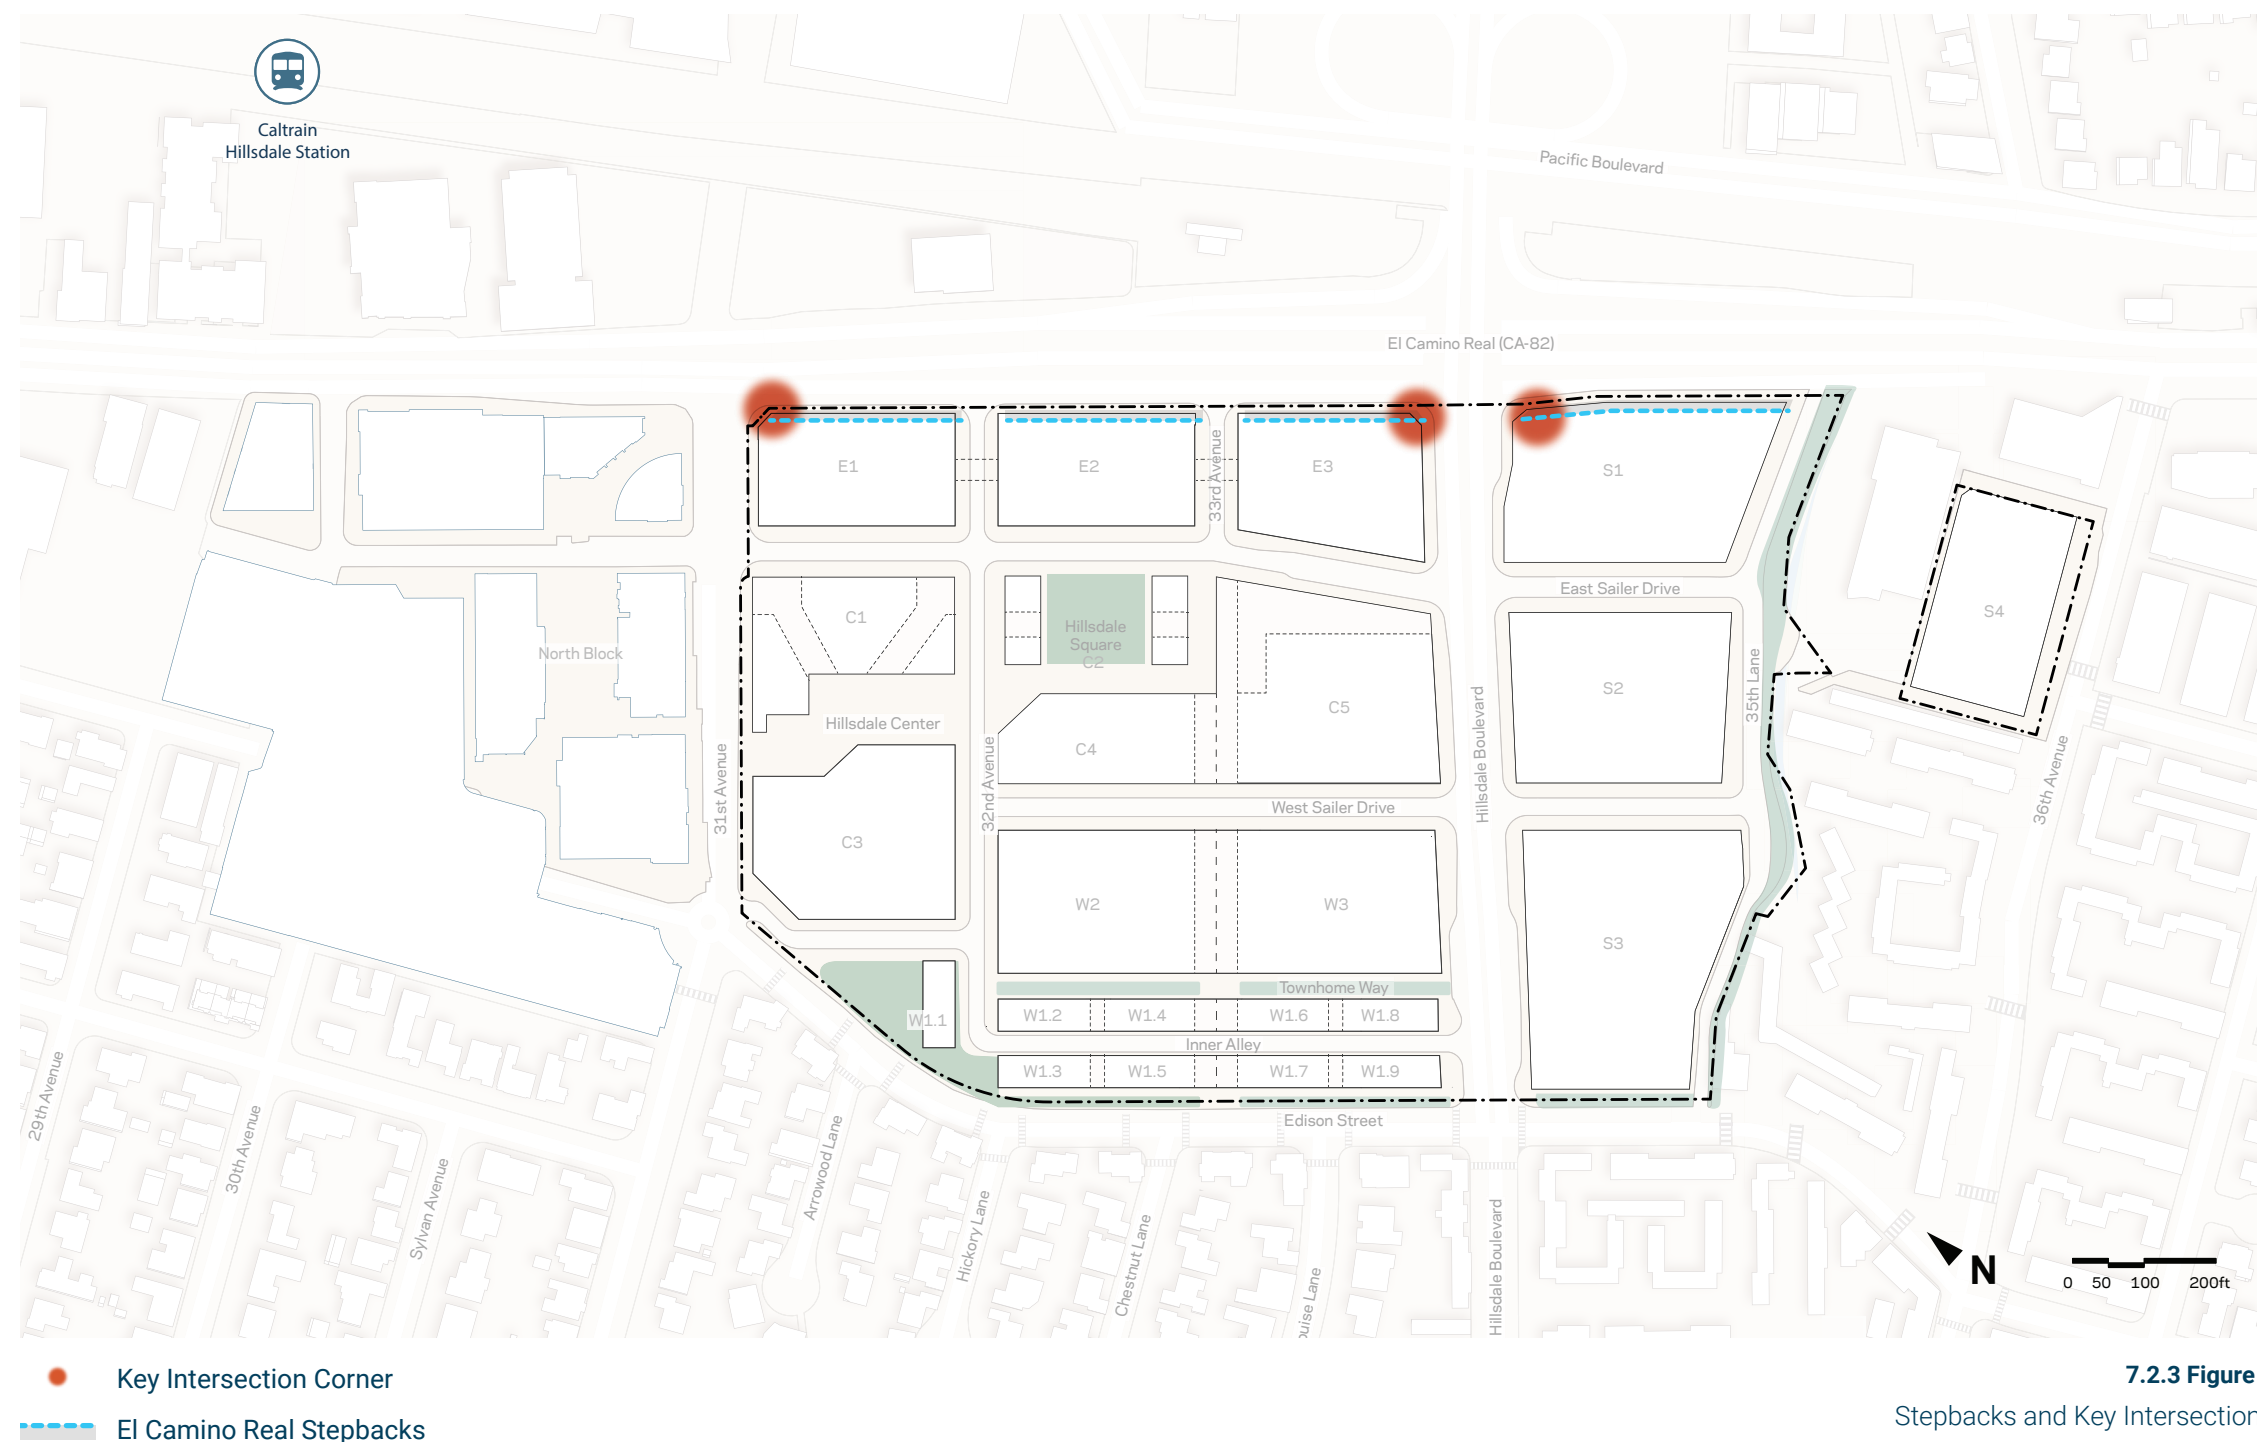 Caltrain
Hillsdale Station
Pacific Boulevard
El Camino Real (CA-82)
E1
E2
33rd Avenue
E3
S1
East Sailer Drive
C1
Hillsdale
Square
C2
S4
North Block
S2
35th Lane
Hillsdale Center
C5
C4
31st Avenue
32nd Avenue
Hillsdale Boulevard
36th Avenue
West Sailer Drive
C3
W2
W3
S3
Townhome Way
W1.1
W1.2
W1.4
W1.6
W1.8
Inner Alley
W1.3
W1.5
W1.7
W1.9
Edison Street
29th Avenue
30th Avenue
Sylvan Avenue
Arrowood Lane
Hickory Lane
Chestnut Lane
Lane
Hillsdale Boulevard
N
0 50 100 200ft
Key Intersection Corner
El Camino Real Stepbacks
7.2.3 Figure
Stepbacks and Key Intersection